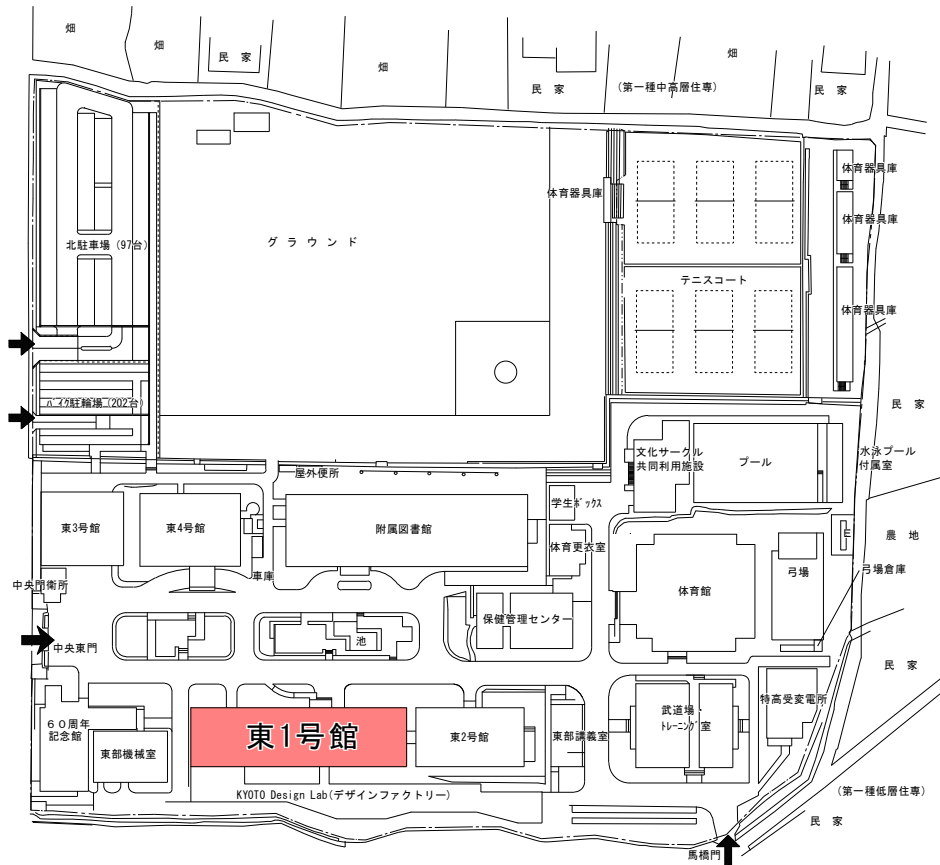 畑
畑
民　家
畑
民　家
(第一種中高層住専)
畑
民　家
体育器具庫
体育器具庫
体育器具庫
体育器具庫
北駐車場 (97台)
グ ラ ウ ン ド
テニスコート
バイク駐輪場 (202台)
民　家
屋外便所
文化サークル
共同利用施設
プール
水泳プール
付属室
学生ボックス
東3号館
東4号館
附属図書館
体育更衣室
農　地
車庫
体育館
弓場
弓場倉庫
中央門衛所
保健管理センター
池
中央東門
民　家
６０周年
記念館
東部機械室
東1号館
東2号館
東部講義室
武道場・
トレーニング室
特高受変電所
KYOTO Design Lab(デザインファクトリー)
(第一種低層住専)
民　家
馬橋門